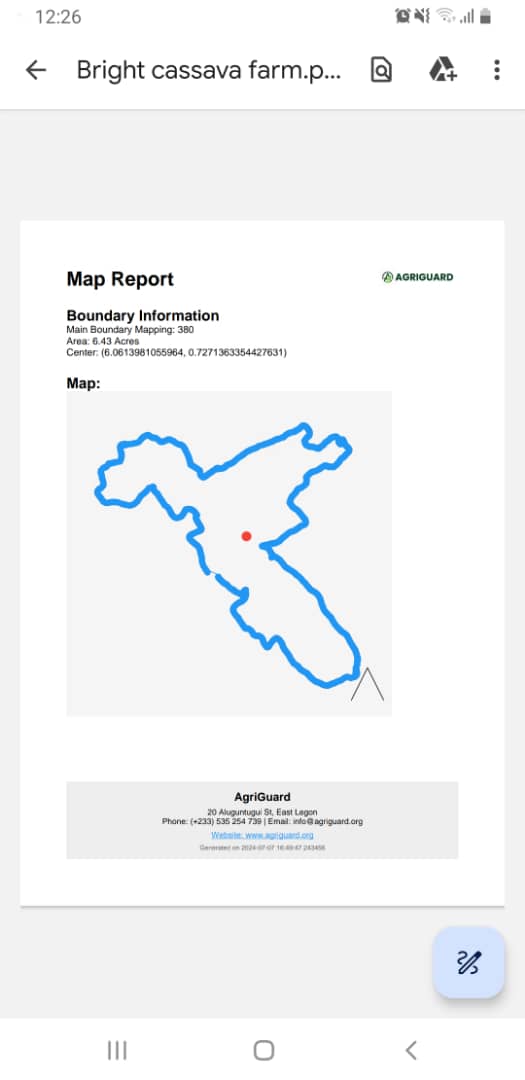 12:26
Bright cassava farm.p...
Map Report
AGRIGUARD
Boundary Information
Main Boundary Mapping: 380
Area: 6.43 Acres
Center: (6.0613981055964, 0.7271363354427631)
Map:
AgriGuard
20 Aluguntugui St, East Legon
Phone: (+233) 535 254 739 | Email: info@agriguard.org
Website: www.agriguard.org
Generated on 2024-07-07 16:49:47.243456